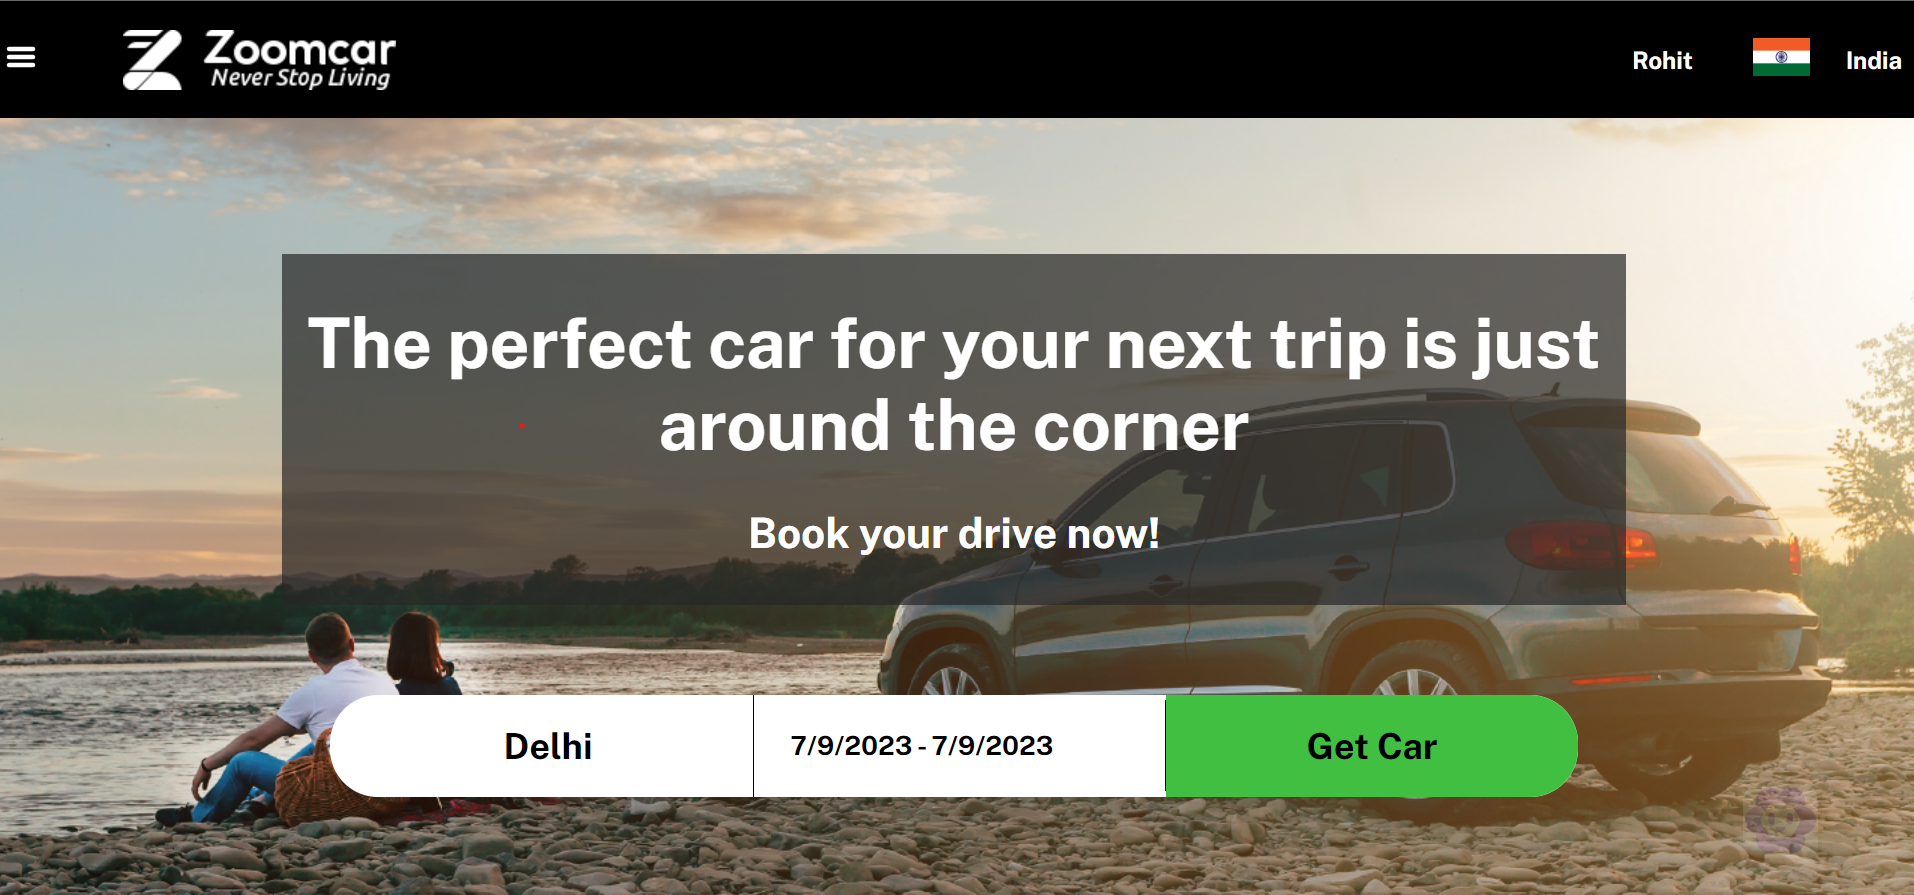 Zoomcar
Never Stop Living
Rohit
India
The perfect car for your next trip is just
around the corner
Book your drive now!
Delhi
7/9/2023 - 7/9/2023
Get Car